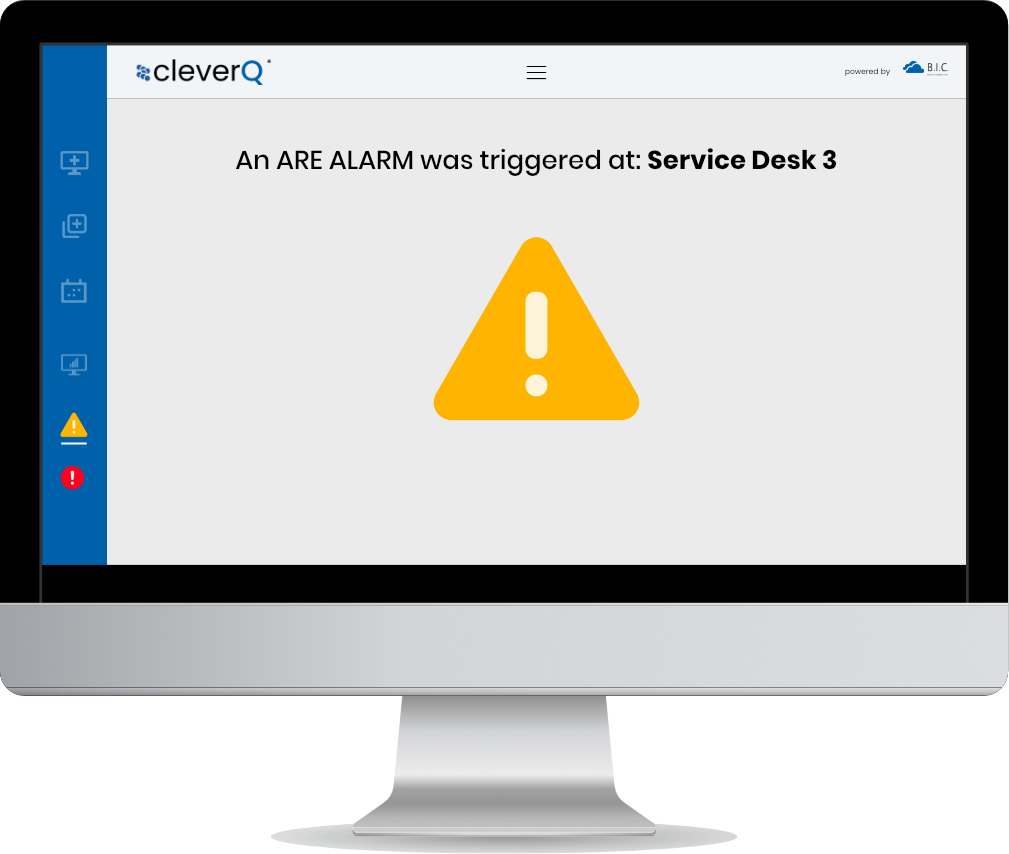 cleverQ
powered by
B.I.C.
An ARE ALARM was triggered at: Service Desk 3